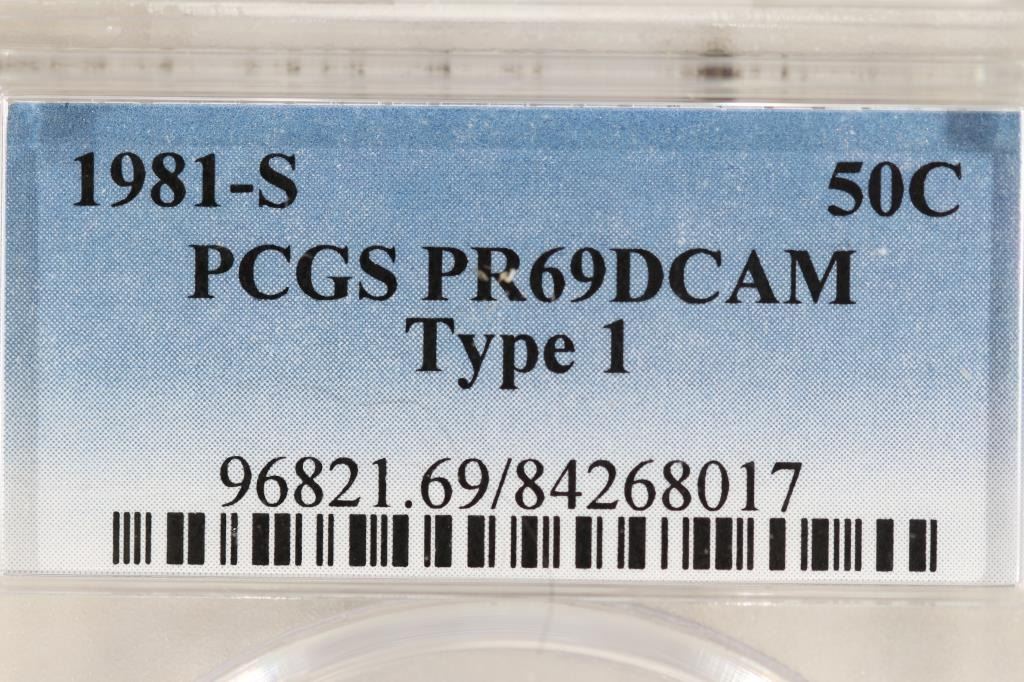 1981-S 50C
PCGS PR69DCAM
Type 1
96821.69/84268017